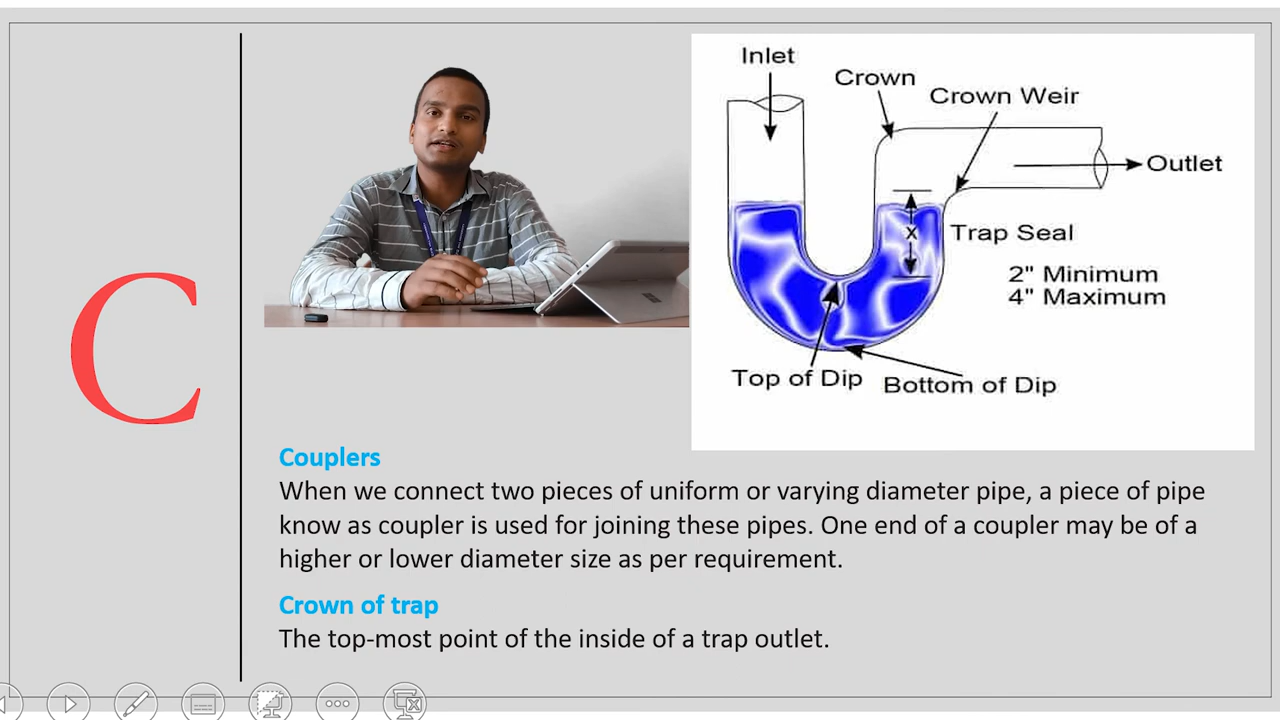 C
Inlet
Crown
Crown Weir
Outlet
x
Trap Seal
2" Minimum
4" Maximum
Top of Dip
Bottom of Dip
Couplers
When we connect two pieces of uniform or varying diameter pipe, a piece of pipe
know as coupler is used for joining these pipes. One end of a coupler may be of a
higher or lower diameter size as per requirement.
Crown of trap
The top-most point of the inside of a trap outlet.